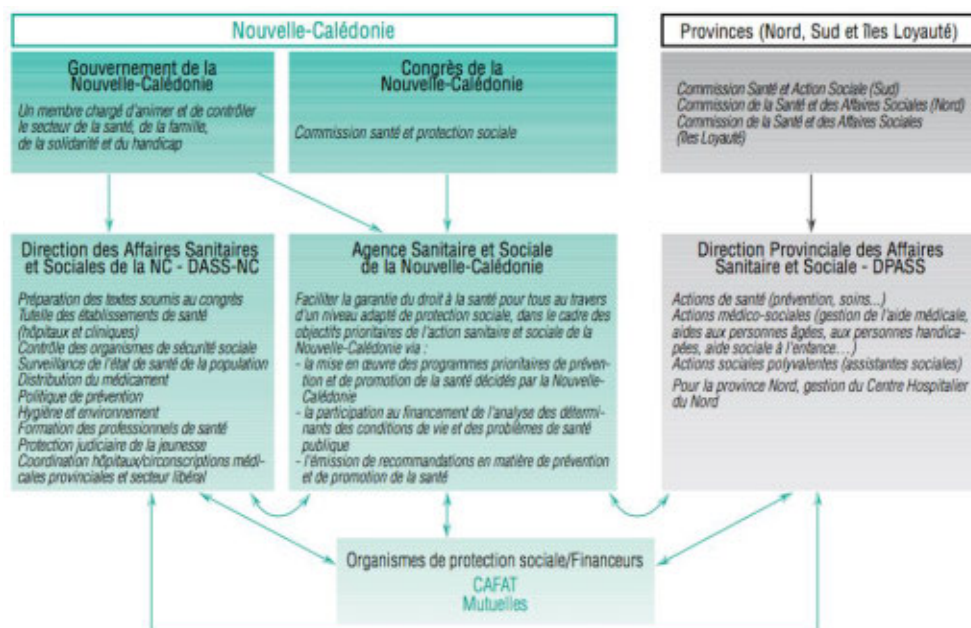 Nouvelle-Calédonie
Provinces (Nord, Sud et îles Loyauté)
Gouvernement de la
Nouvelle-Calédonie
Un membre chargé d'animer et de contrôler
le secteur de la santé, de la famille,
de la solidarité et du handicap
Congrès de la
Nouvelle-Calédonie
Commission santé et protection sociale
Commission Santé et Action Sociale (Sud)
Commission de la Santé et des Affaires Sociales (Nord)
Commission de la Santé et des Affaires Sociales
(îles Loyauté)
Direction des Affaires Sanitaires
et Sociales de la NC - DASS-NC
Préparation des textes soumis au congrès
Tutelle des établissements de santé
(hôpitaux et cliniques)
Contrôle des organismes de sécurité sociale
Surveillance de l'état de santé de la population
Distribution du médicament
Politique de prévention
Hygiène et environnement
Formation des professionnels de santé
Protection judiciaire de la jeunesse
Coordination hôpitaux/circonscriptions médi-
cales provinciales et secteur libéral
Agence Sanitaire et Sociale
de la Nouvelle-Calédonie
Faciliter la garantie du droit à la santé pour tous au travers
d'un niveau adapté de protection sociale, dans le cadre des
objectifs prioritaires de l'action sanitaire et sociale de la
Nouvelle-Calédonie via :
- la mise en œuvre des programmes prioritaires de préven-
tion et de promotion de la santé décidés par la Nouvelle-
Calédonie
- la participation au financement de l'analyse des détermi-
nants des conditions de vie et des problèmes de santé
publique
- l'émission de recommandations en matière de prévention
et de promotion de la santé
Direction Provinciale des Affaires
Sanitaire et Sociale - DPASS
Actions de santé (prévention, soins...)
Actions médico-sociales (gestion de l'aide médicale,
aides aux personnes âgées, aux personnes handica-
pées, aide sociale à l'enfance....)
Actions sociales polyvalentes (assistantes sociales)
Pour la province Nord, gestion du Centre Hospitalier
du Nord
Organismes de protection sociale/Financeurs
CAFAT
Mutuelles